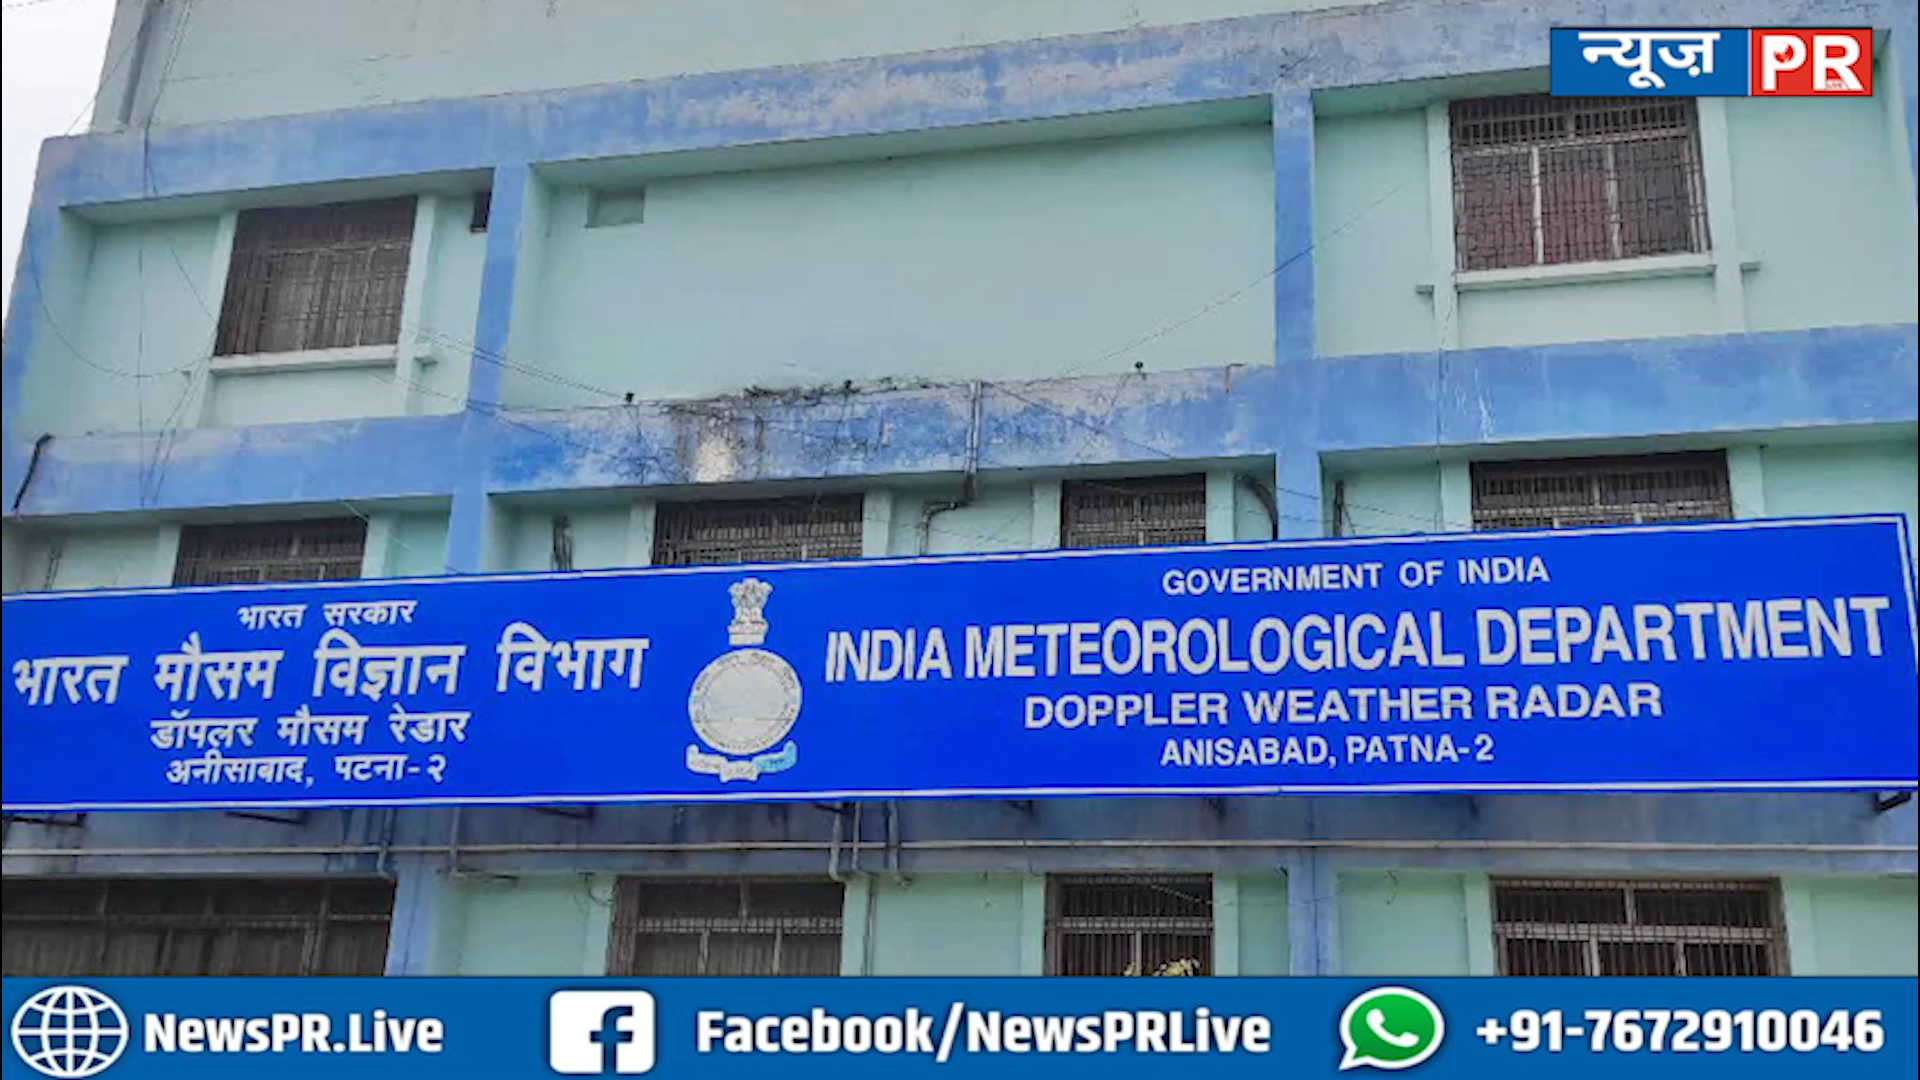 न्यूज़ PR
भारत सरकार
भारत मौसम विज्ञान विभाग
डॉपलर मौसम रेडार
अनीसाबाद, पटना-२
GOVERNMENT OF INDIA
INDIA METEOROLOGICAL DEPARTMENT
DOPPLER WEATHER RADAR
ANISABAD, PATNA-2
NewsPR.Live
Facebook/NewsPRLive
+91-7672910046